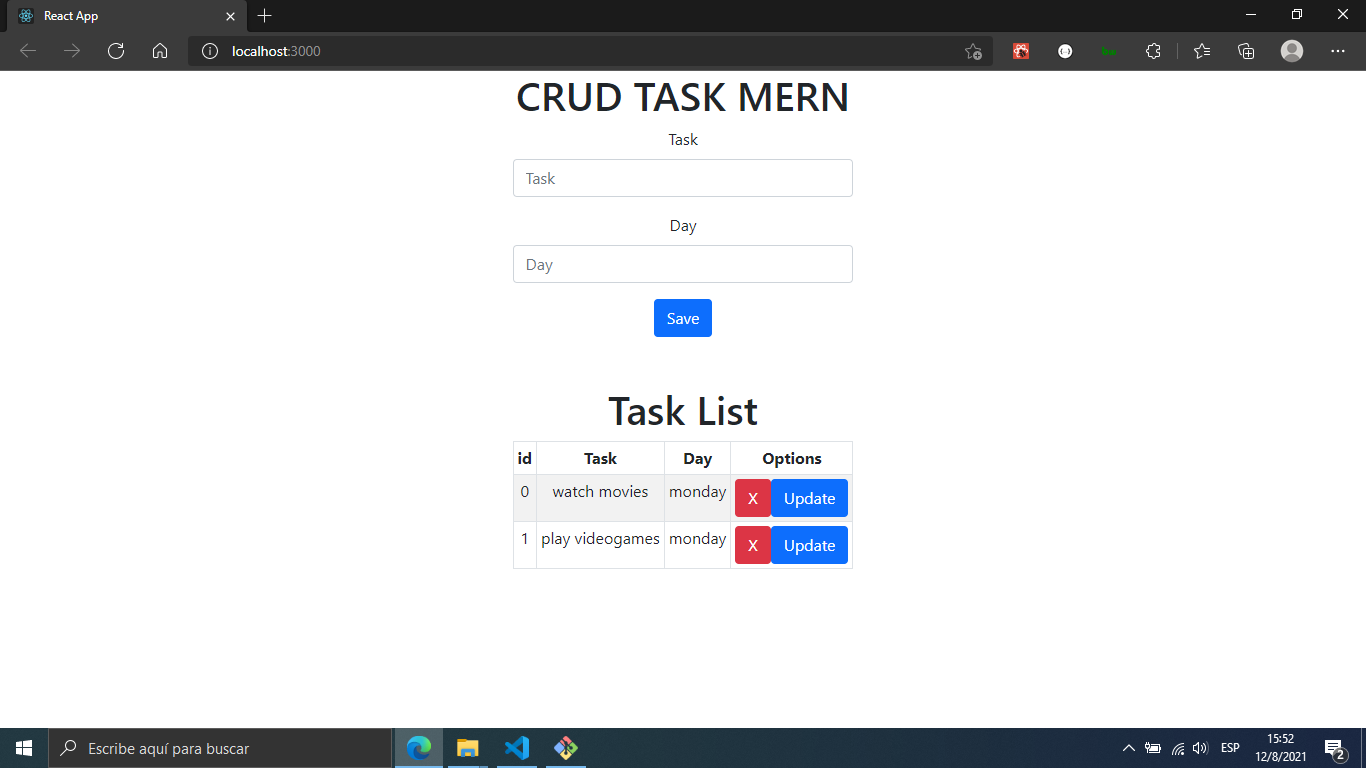 React App
localhost:3000
CRUD TASK MERN
Task
Task
Day
Day
Save
Task List
id Task Day Options
0 watch movies monday X Update
1 play videogames monday X Update
Escribe aquí para buscar
ESP
15:52
12/8/2021
2